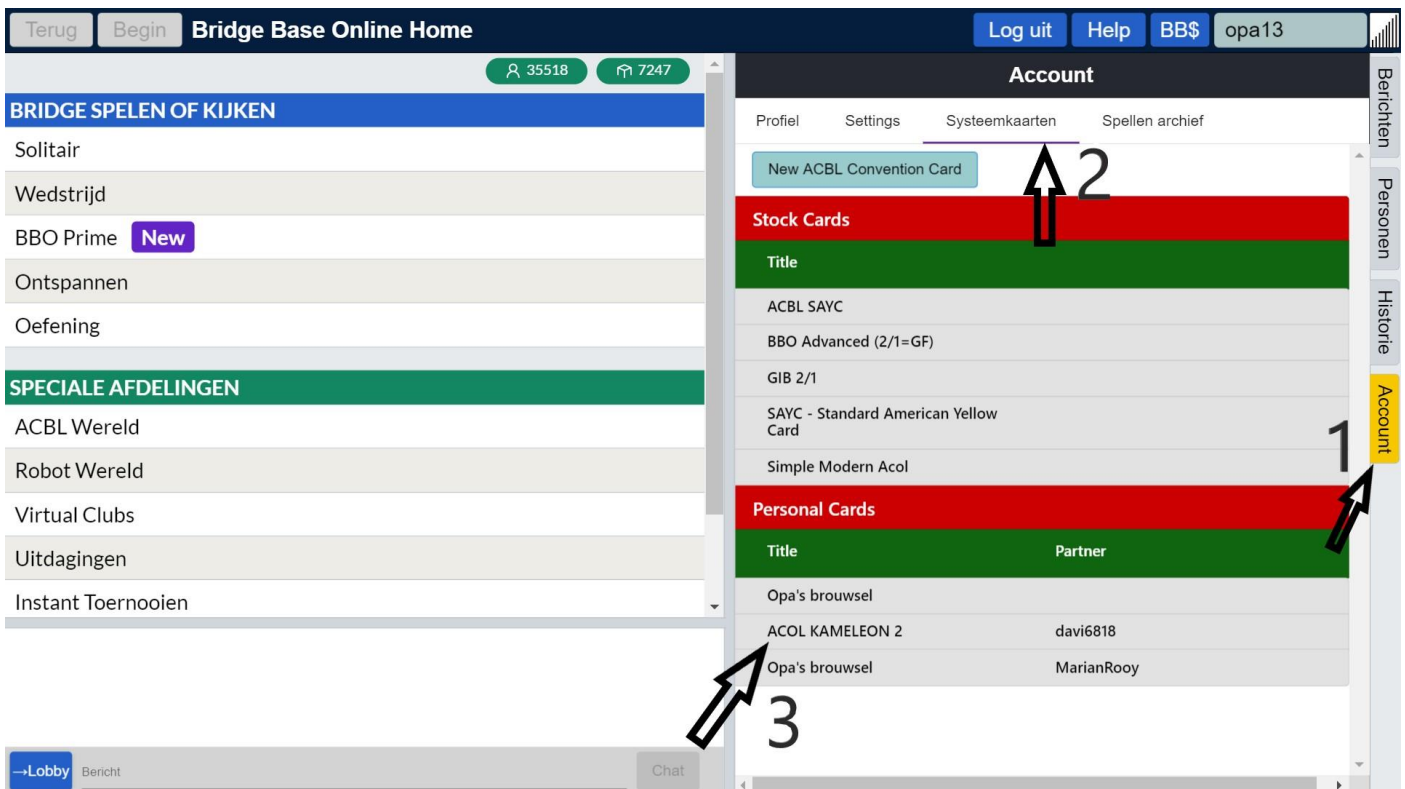 Terug Begin Bridge Base Online Home Log uit Help BB$ opa13
35518 7247
BRIDGE SPELEN OF KIJKEN
Solitair
Wedstrijd
BBO Prime New
Ontspannen
Oefening
SPECIALE AFDELINGEN
ACBL Wereld
Robot Wereld
Virtual Clubs
Uitdagingen
Instant Toernooien
→Lobby Bericht Chat
Account
Profiel Settings Systeemkaarten Spellen archief
New ACBL Convention Card
2
Stock Cards
Title
ACBL SAYC
BBO Advanced (2/1=GF)
GIB 2/1
SAYC - Standard American Yellow
Card
Simple Modern Acol
Personal Cards
Title Partner
Opa's brouwsel
ACOL KAMELEON 2 davi6818
Opa's brouwsel MarianRooy
3
Berichten
Personen
Historie
Account
1